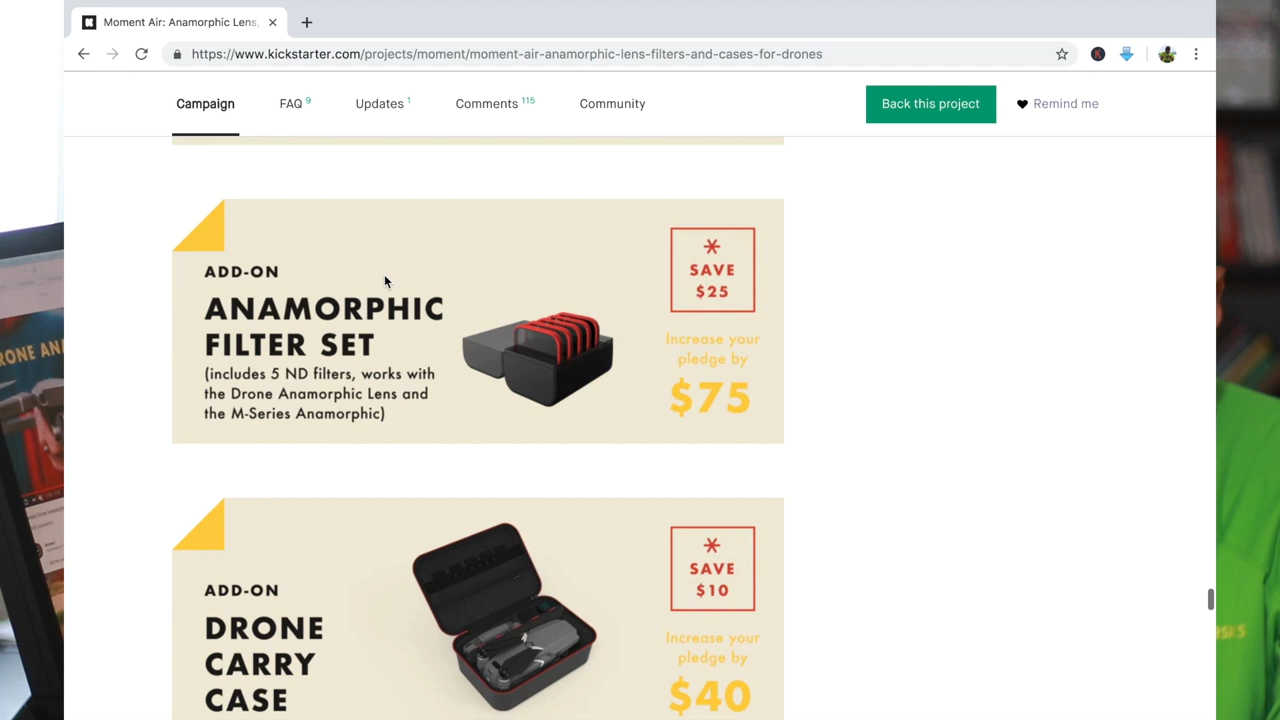 Moment Air: Anamorphic Lens,
https://www.kickstarter.com/projects/moment/moment-air-anamorphic-lens-filters-and-cases-for-drones
Campaign
FAQ 9
Updates 1
Comments 115
Community
Back this project
Remind me
ADD-ON
ANAMORPHIC
FILTER SET
(includes 5 ND filters, works with
the Drone Anamorphic Lens and
the M-Series Anamorphic)
SAVE
$25
Increase your
pledge by
$75
ADD-ON
DRONE
CARRY
CASE
SAVE
$10
Increase your
pledge by
$40